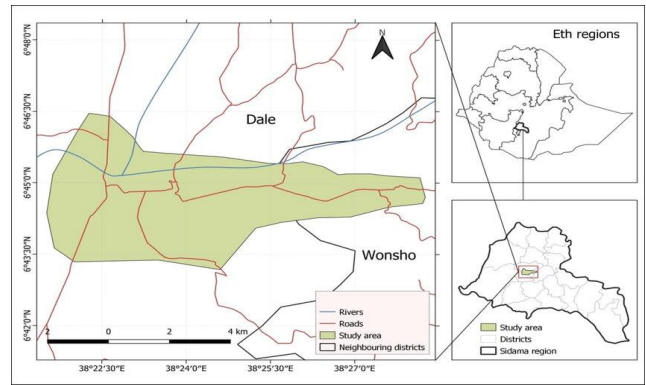 6°48'0"N
6°46'30"N
6°45'0"N
6°43'30"N
6°42'0"N
N
Dale
Wonsho
Rivers
Roads
Study area
Neighbouring districts
2 0 2 4 km
38°22'30"E 38°24'0"E 38°25'30"E 38°27'0"E
Eth regions
Study area
Districts
Sidama region